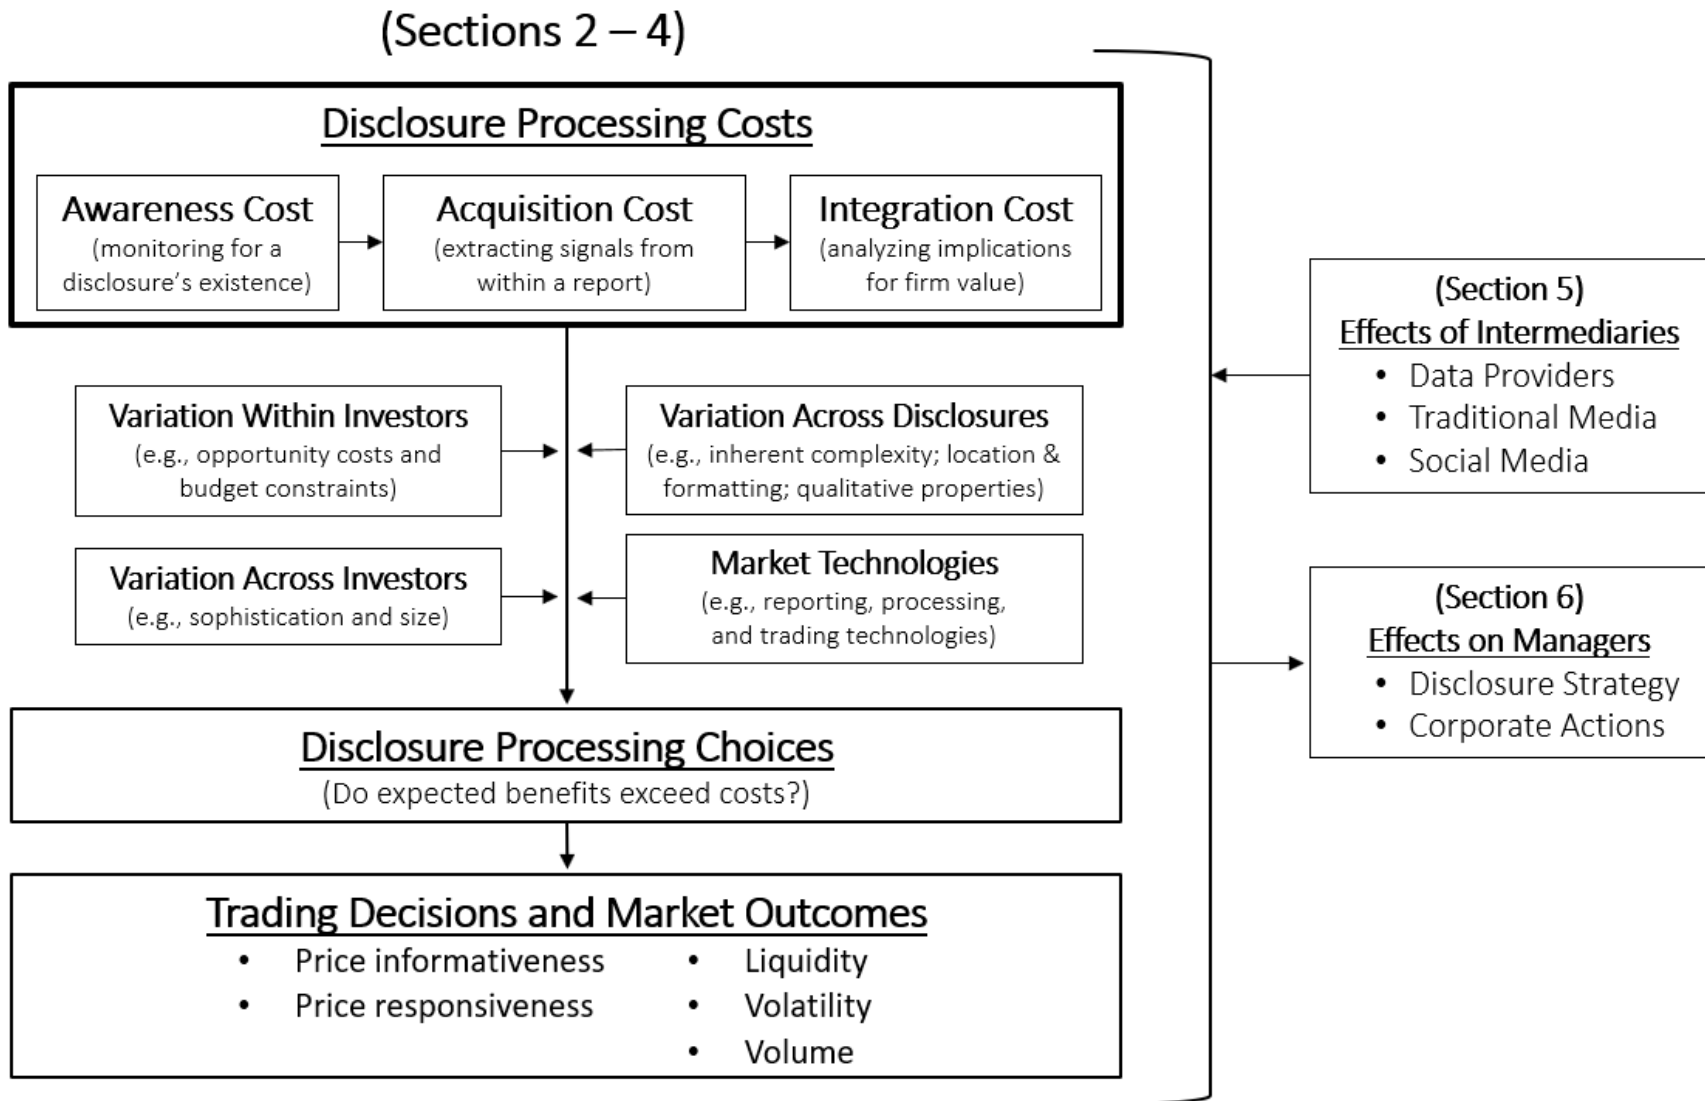 (Sections 2 – 4)
Disclosure Processing Costs
Awareness Cost
(monitoring for a
disclosure's existence)
Acquisition Cost
(extracting signals from
within a report)
Integration Cost
(analyzing implications
for firm value)
Variation Within Investors
(e.g., opportunity costs and
budget constraints)
Variation Across Disclosures
(e.g., inherent complexity; location &
formatting; qualitative properties)
Variation Across Investors
(e.g., sophistication and size)
Market Technologies
(e.g., reporting, processing,
and trading technologies)
Disclosure Processing Choices
(Do expected benefits exceed costs?)
Trading Decisions and Market Outcomes
• Price informativeness
• Price responsiveness
• Liquidity
• Volatility
• Volume
(Section 5)
Effects of Intermediaries
• Data Providers
• Traditional Media
• Social Media
(Section 6)
Effects on Managers
• Disclosure Strategy
• Corporate Actions